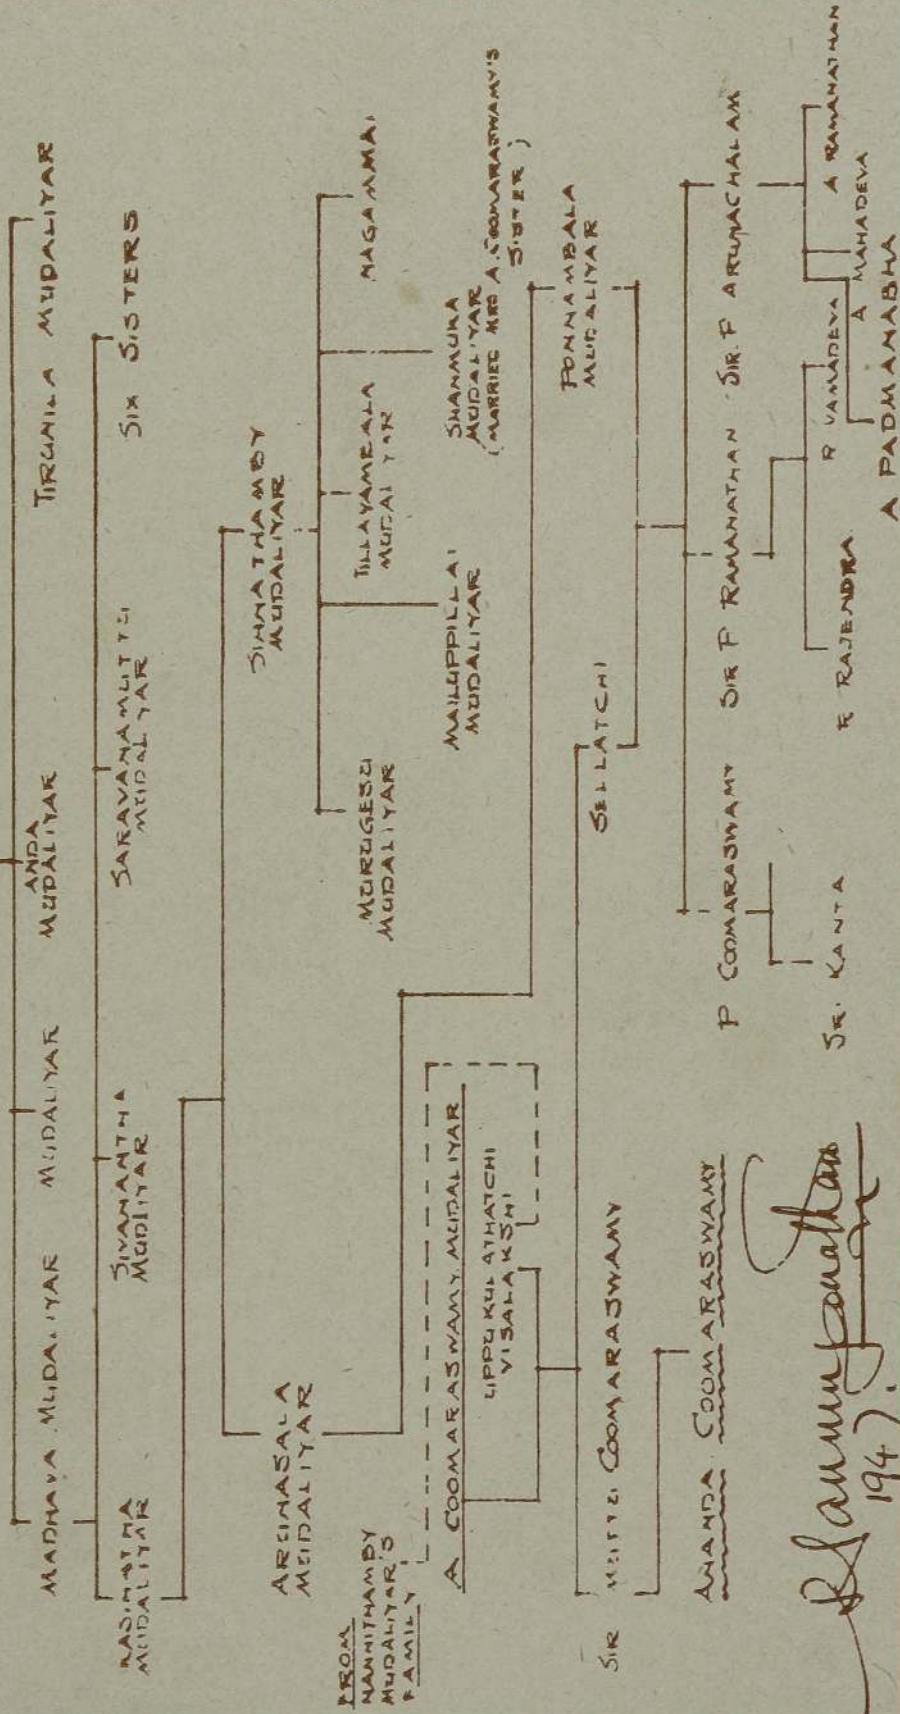 MADHAVA MUDALIYAR
MUDALIYAR
ANDA
MUDALIYAR
TIRUNILA MUDALIYAR
KASINATHA
MUDALIYAR
SIVANANTHA
MUDLIYAR
SARAVANAMUTTU
MUDALIYAR
SIX SISTERS
SINNATHAMBY
MUDALIYAR
ARUNASALA
MUDALIYAR
MURUGESU
MUDALIYAR
TILLAYAMBALA
MUDALIYAR
NAGAMMAI
MAILUPPILLAI
MUDALIYAR
SHANMUKA
MUDALIYAR
(MARRIED MRS A. COOMARASWAMY'S
SISTER)
FROM
NANNITHAMBY
MUDALIYAR'S
FAMILY
A COOMARASWAMY MUDALIYAR
UPPUKULATHATCHI
VISALAKSHI
PONNAMBALA
MUDALIYAR
SIR MUTTU COOMARASWAMY
SELLATCHI
ANANDA COOMARASWAMY
P COOMARASWAMY
SIR P RAMANATHAN
SIR. P ARUNACHALAM
SRI KANTA
R RAJENDRA
R VAMADEVA
A MAHADEVA
A RAMANATHAN
A PADMANABHA
1947.